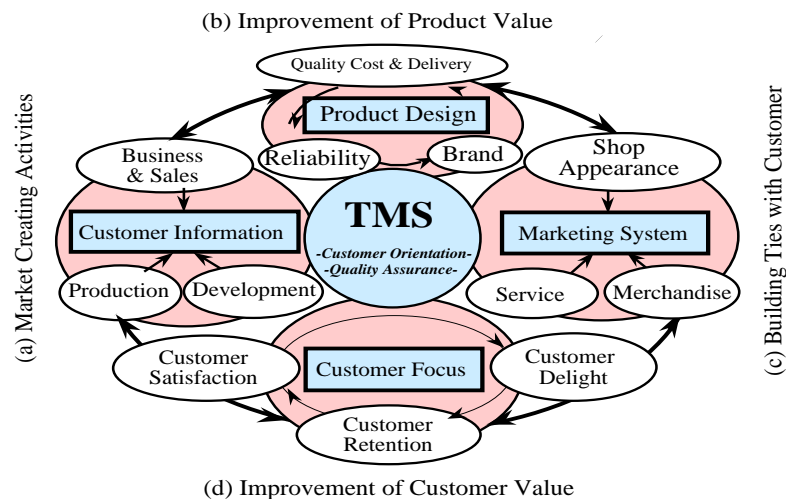 (b) Improvement of Product Value
Quality Cost & Delivery
Product Design
Reliability
Brand
(a) Market Creating Activities
Business
& Sales
Customer Information
Production
Development
TMS
-Customer Orientation-
-Quality Assurance-
Shop
Appearance
Marketing System
Service
Merchandise
(c) Building Ties with Customer
Customer
Satisfaction
Customer Focus
Customer
Delight
Customer
Retention
(d) Improvement of Customer Value